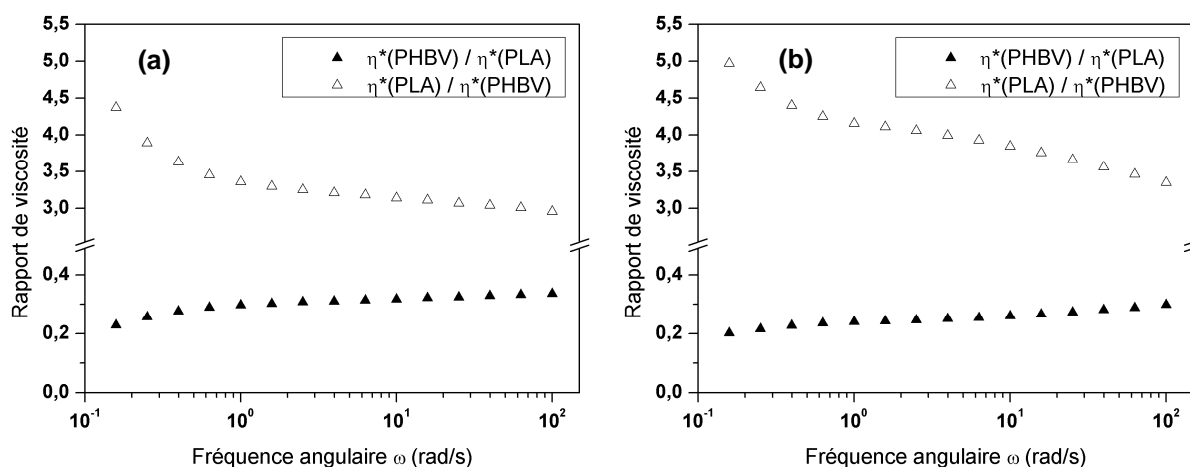 (a)
η*(PHBV) / η*(PLA)
η*(PLA) / η*(PHBV)
Rapport de viscosité
5,5
5,0
4,5
4,0
3,5
3,0
0,4
0,2
0,0
10⁻¹ 10⁰ 10¹ 10²
Fréquence angulaire ω (rad/s)
(b)
η*(PHBV) / η*(PLA)
η*(PLA) / η*(PHBV)
Rapport de viscosité
5,5
5,0
4,5
4,0
3,5
3,0
0,4
0,2
0,0
10⁻¹ 10⁰ 10¹ 10²
Fréquence angulaire ω (rad/s)